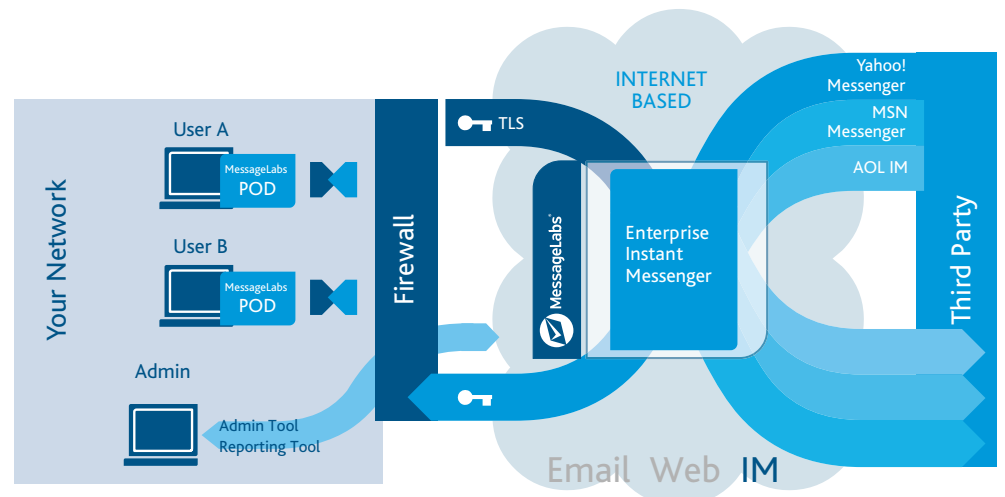 Your Network
User A
MessageLabs
POD
User B
MessageLabs
POD
Admin
Admin Tool
Reporting Tool
Firewall
TLS
INTERNET
BASED
MessageLabs
Enterprise
Instant
Messenger
Yahoo!
Messenger
MSN
Messenger
AOL IM
Third Party
Email Web IM